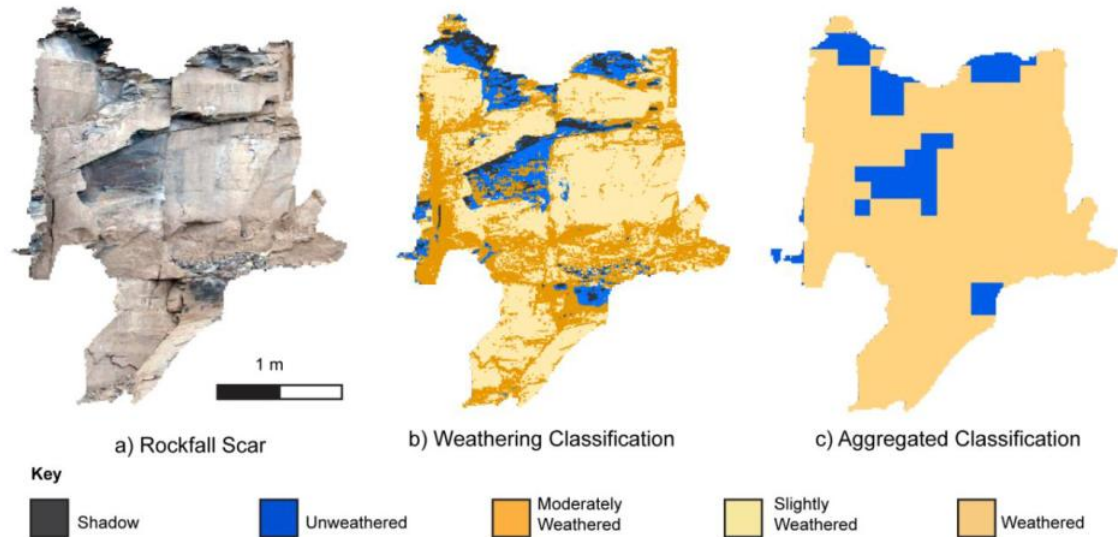 1 m
a) Rockfall Scar
b) Weathering Classification
c) Aggregated Classification
Key
Shadow
Unweathered
Moderately
Weathered
Slightly
Weathered
Weathered